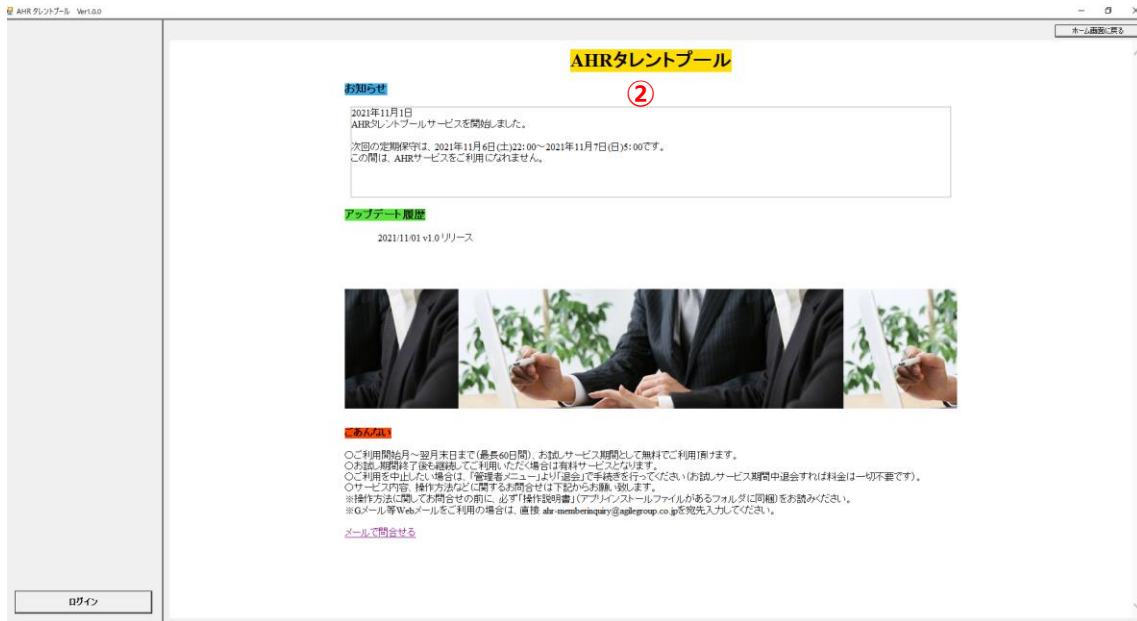 AHR タレントプール Ver1.0.0
ホーム画面に戻る
AHRタレントプール
②
お知らせ
2021年11月1日
AHRタレントプールサービスを開始しました。
次回の定期保守は、2021年11月6日(土)22:00～2021年11月7日(日)5:00です。
この間は、AHRサービスをご利用になれません。
アップデート履歴
2021/11/01 v1.0 リリース
ごあんない
○ご利用開始月～翌月末日まで(最長60日間)、お試しサービス期間として無料でご利用頂けます。
○お試し期間終了後も継続してご利用いただく場合は有料サービスとなります。
○ご利用を中止したい場合は、「管理者メニュー」より「退会」で手続きを行ってください(お試しサービス期間中退会すれば料金は一切不要です)。
○サービス内容、操作方法などに関するお問合せは下記からお願い致します。
※操作方法に関してお問合せの前に、必ず「操作説明書」(アプリインストールファイルがあるフォルダに同梱)をお読みください。
※Gメール等Webメールをご利用の場合は、直接 ahr-memberinquiry@agilegroup.co.jpを宛先入力してください。
メールで問合せる
ログイン